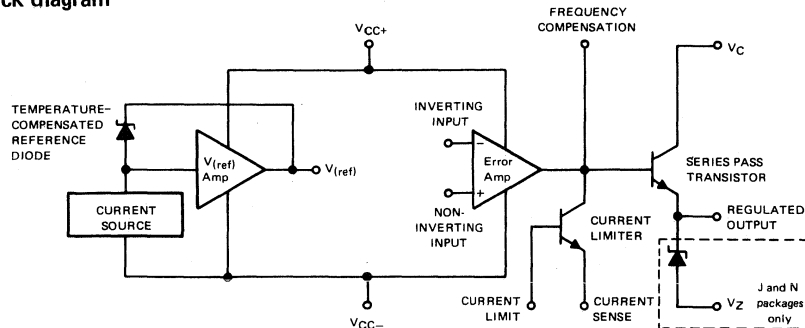 ck diagram
FREQUENCY
COMPENSATION
VCC+
VC
TEMPERATURE-
COMPENSATED
REFERENCE
DIODE
INVERTING
INPUT
V(ref)
Amp
V(ref)
−
Error
Amp
+
SERIES PASS
TRANSISTOR
CURRENT
SOURCE
NON-
INVERTING
INPUT
CURRENT
LIMITER
REGULATED
OUTPUT
J and N
packages
only
VZ
CURRENT
LIMIT
CURRENT
SENSE
VCC−